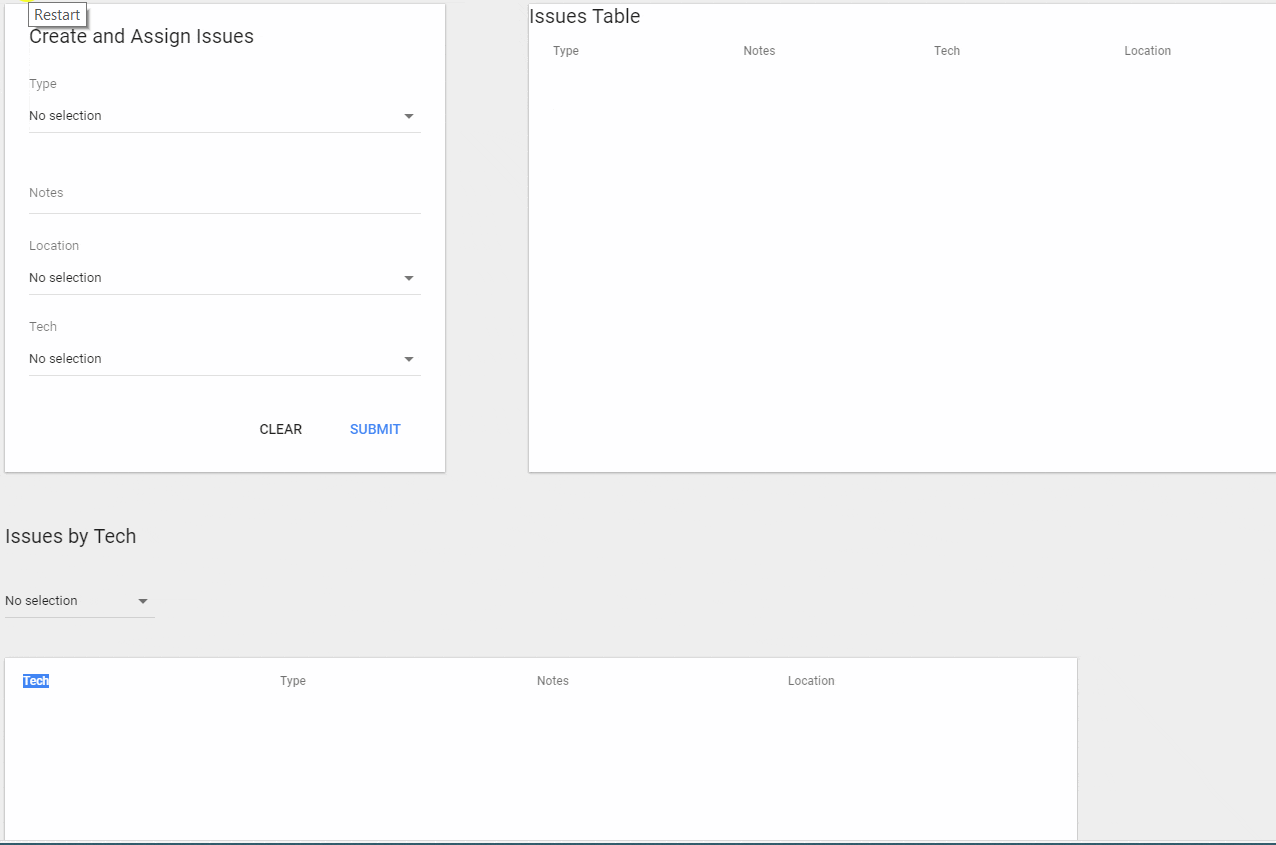 Restart
Create and Assign Issues
Type
No selection
Notes
Location
No selection
Tech
No selection
CLEAR SUBMIT
Issues Table
Type Notes Tech Location
Issues by Tech
No selection
Tech Type Notes Location